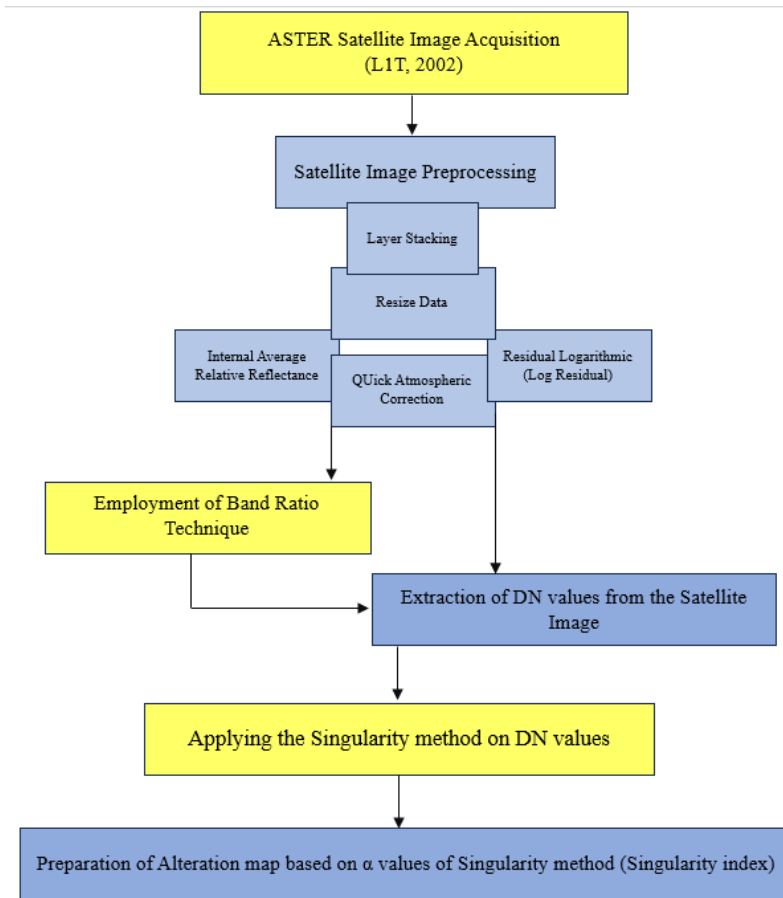 ASTER Satellite Image Acquisition
(L1T, 2002)
Satellite Image Preprocessing
Layer Stacking
Resize Data
Internal Average
Relative Reflectance
QUick Atmospheric
Correction
Residual Logarithmic
(Log Residual)
Employment of Band Ratio
Technique
Extraction of DN values from the Satellite
Image
Applying the Singularity method on DN values
Preparation of Alteration map based on α values of Singularity method (Singularity index)